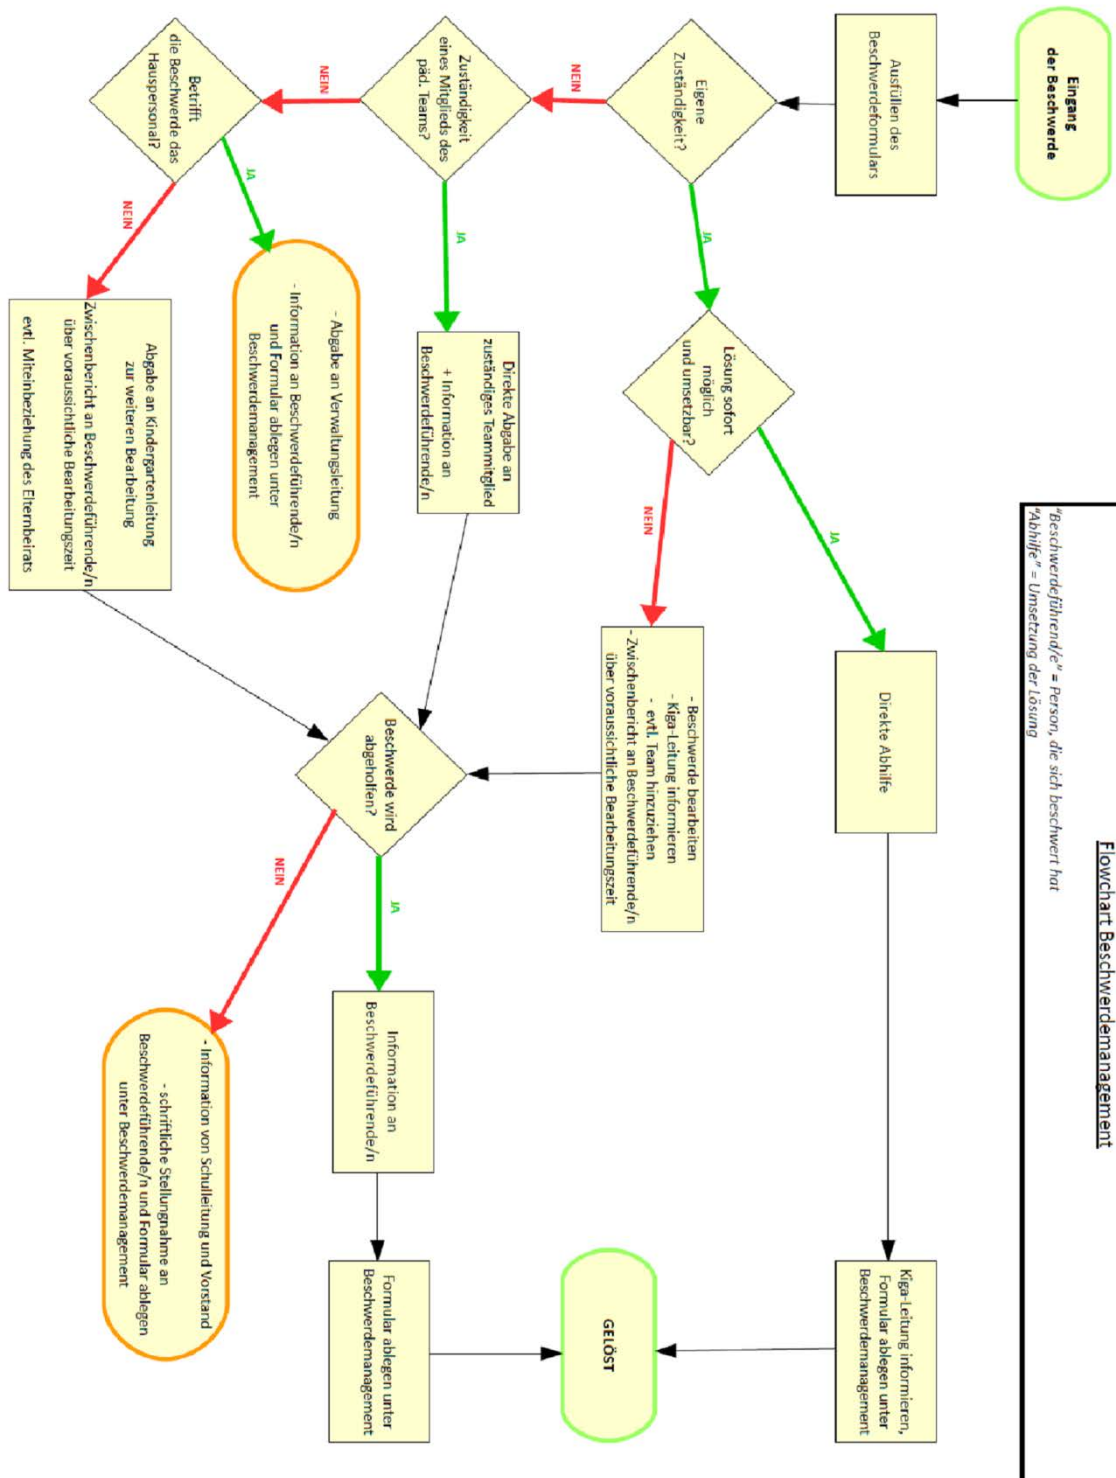 Flowchart Beschwerdemanagement
"Beschwerdeführend/e" = Person, die sich beschwert hat
"Abhilfe" = Umsetzung der Lösung
Eingang
der Beschwerde
Ausfüllen des
Beschwerdeformulars
Eigene
Zuständigkeit?
JA
NEIN
Lösung sofort
möglich
und umsetzbar?
JA
NEIN
Direkte Abhilfe
Kiga-Leitung informieren,
Formular ablegen unter
Beschwerdemanagement
- Beschwerde bearbeiten
- Kiga-Leitung informieren
- evtl. Team hinzuziehen
- Zwischenbericht an Beschwerdeführende/n
über voraussichtliche Bearbeitungszeit
GELÖST
Zuständigkeit
eines Mitglieds des
päd. Teams?
JA
NEIN
Direkte Abgabe an
zuständiges Teammitglied
+ Information an
Beschwerdeführende/n
Beschwerde wird
abgeholfen?
JA
NEIN
Information an
Beschwerdeführende/n
Formular ablegen unter
Beschwerdemanagement
Betrifft
die Beschwerde das
Hauspersonal?
JA
NEIN
- Abgabe an Verwaltungsleitung
- Information an Beschwerdeführende/n
und Formular ablegen unter
Beschwerdemanagement
- Information von Schulleitung und Vorstand
- schriftliche Stellungnahme an
Beschwerdeführende/n und Formular ablegen
unter Beschwerdemanagement
Abgabe an Kindergartenleitung
zur weiteren Bearbeitung
Zwischenbericht an Beschwerdeführende/n
über voraussichtliche Bearbeitungszeit
evtl. Miteinbeziehung des Elternbeirats